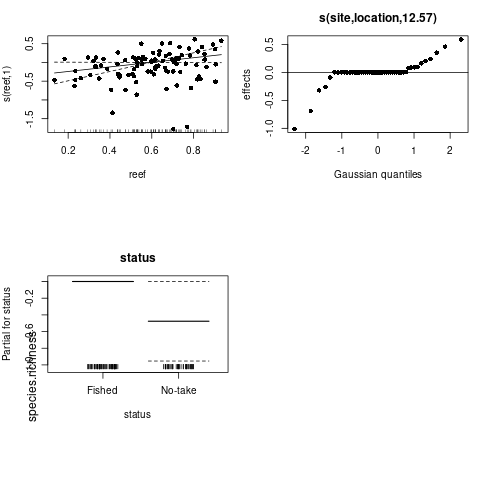 s(site,location,12.57)
s(reef,1)
0.5
-0.5
-1.5
0.2
0.4
0.6
0.8
reef
effects
0.5
0.0
-0.5
-1.0
-2
-1
0
1
2
Gaussian quantiles
status
Partial for status
species.richness
-0.2
Fished
No-take
status